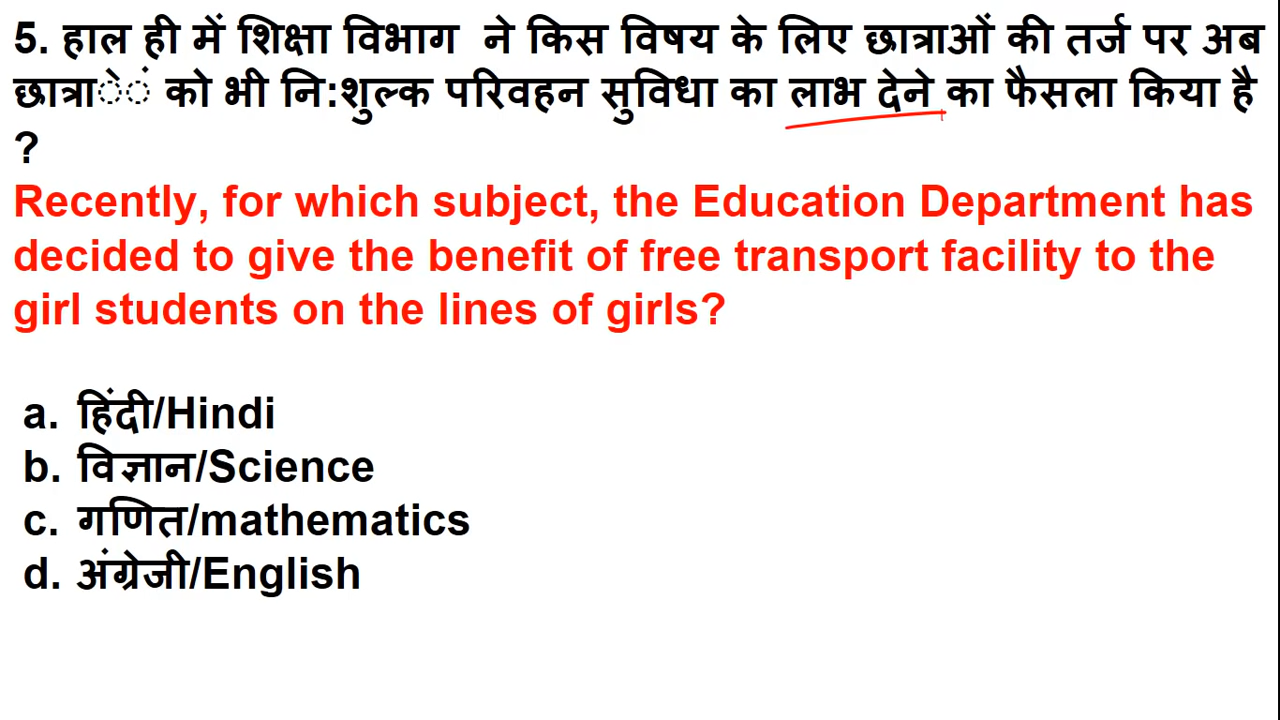 5. हाल ही में शिक्षा विभाग ने किस विषय के लिए छात्राओं की तर्ज पर अब
छात्राेें को भी नि:शुल्क परिवहन सुविधा का लाभ देने का फैसला किया है
?
Recently, for which subject, the Education Department has
decided to give the benefit of free transport facility to the
girl students on the lines of girls?
a. हिंदी/Hindi
b. विज्ञान/Science
c. गणित/mathematics
d. अंग्रेजी/English